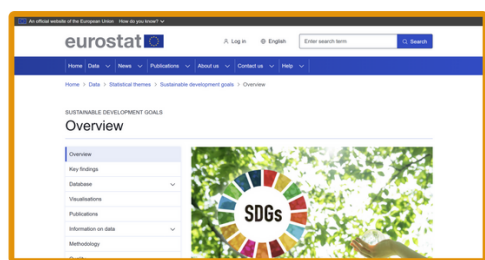 An official website of the European Union How do you know?
eurostat
Log in
English
Enter search term
Search
Home Data News Publications About us Contact us Help
Home > Data > Statistical themes > Sustainable development goals > Overview
SUSTAINABLE DEVELOPMENT GOALS
Overview
Overview
Key findings
Database
Visualisations
Publications
Information on data
Methodology
SDGs